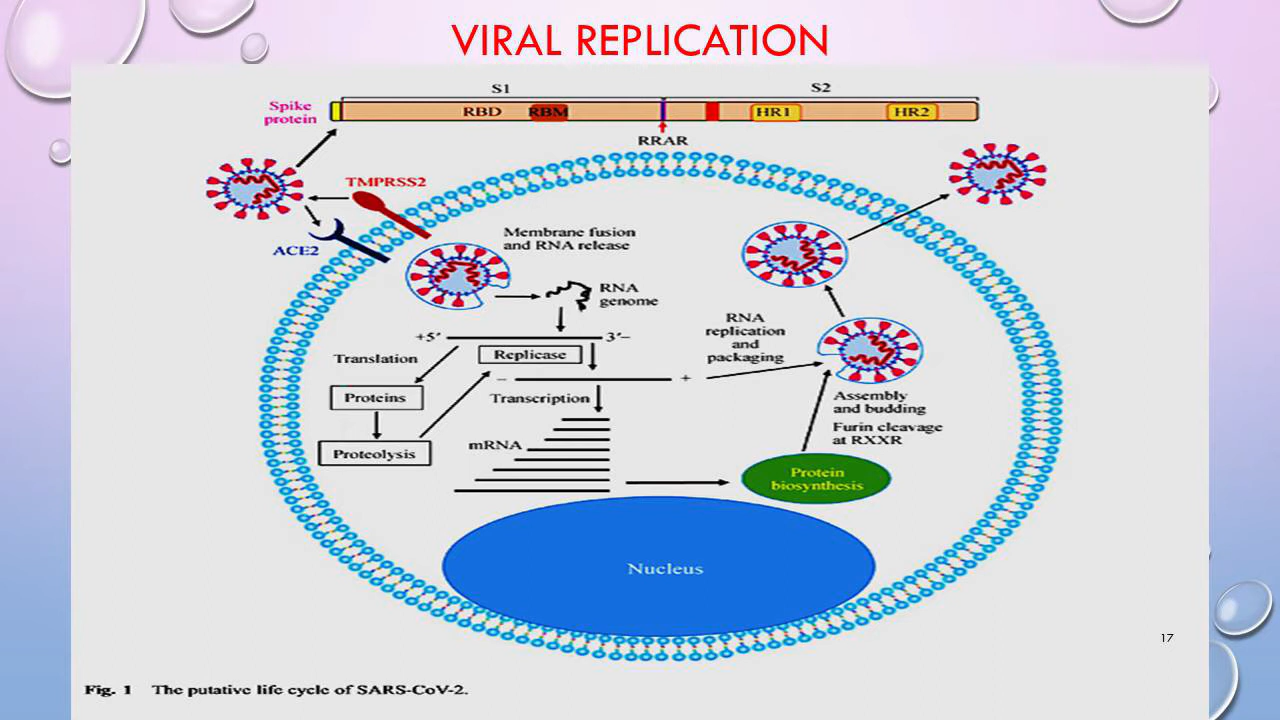 VIRAL REPLICATION
S1
S2
Spike
protein
RBD
RBM
HR1
HR2
RRAR
TMPRSS2
ACE2
Membrane fusion
and RNA release
RNA
genome
+5′
3′–
Replicase
Translation
RNA
replication
and
packaging
–
+
Proteins
Transcription
Assembly
and budding
Furin cleavage
at RXXR
mRNA
Proteolysis
Protein
biosynthesis
Nucleus
17
Fig. 1 The putative life cycle of SARS-CoV-2.